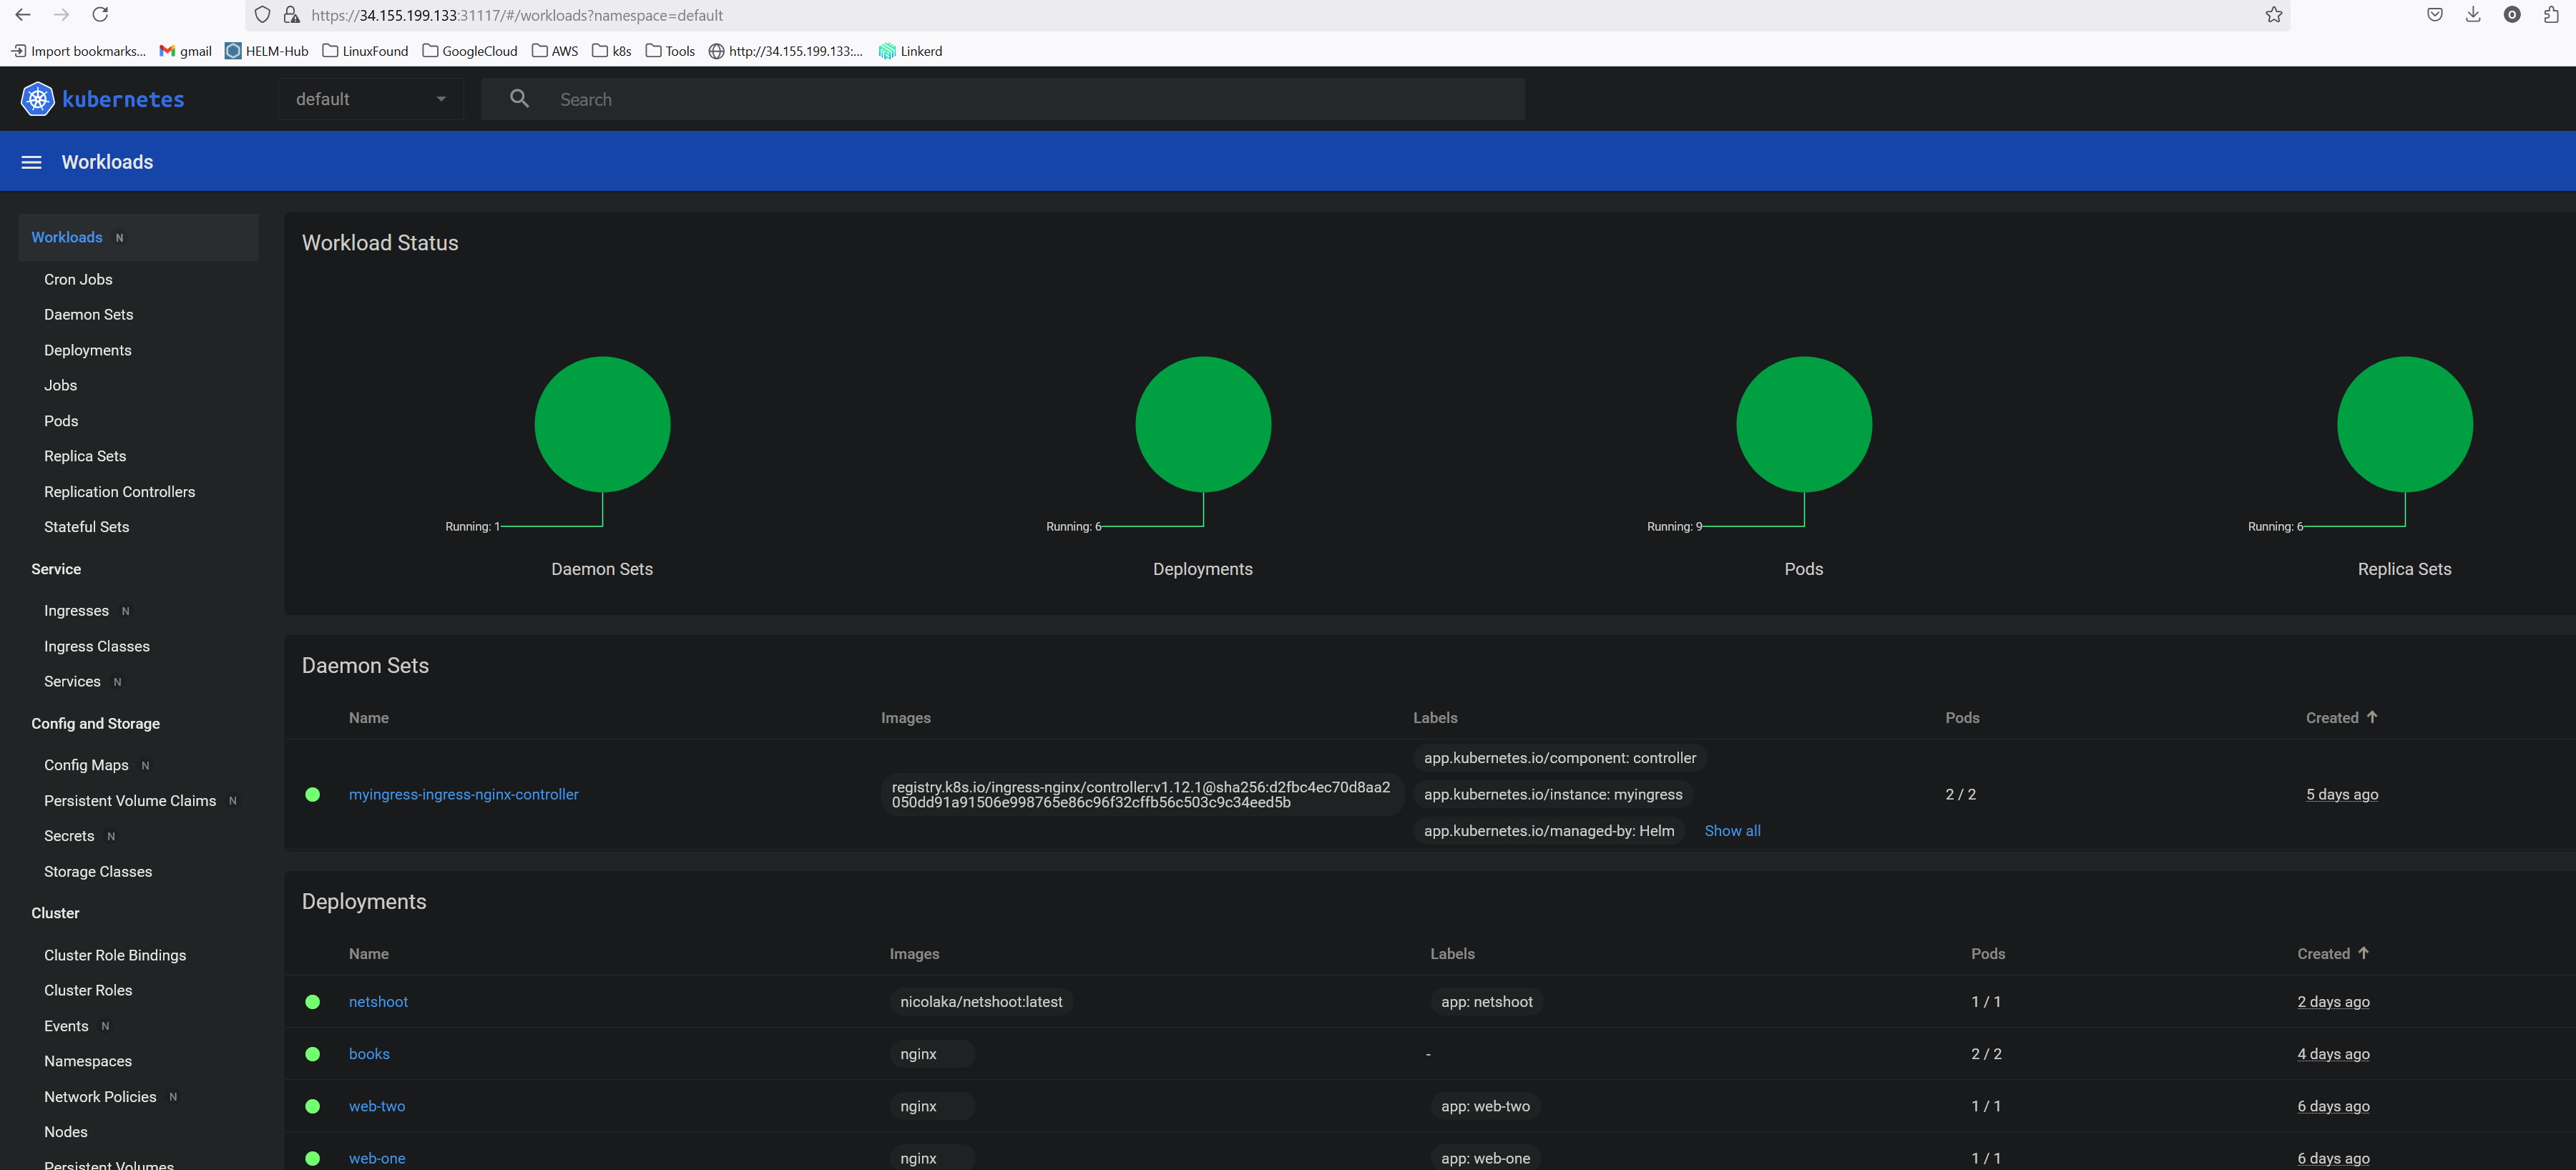 https://34.155.199.133:31117/#/workloads?namespace=default
Import bookmarks... gmail HELM-Hub LinuxFound GoogleCloud AWS k8s Tools http://34.155.199.133:... Linkerd
kubernetes default Search
Workloads
Workloads N
Cron Jobs
Daemon Sets
Deployments
Jobs
Pods
Replica Sets
Replication Controllers
Stateful Sets
Service
Ingresses N
Ingress Classes
Services N
Config and Storage
Config Maps N
Persistent Volume Claims N
Secrets N
Storage Classes
Cluster
Cluster Role Bindings
Cluster Roles
Events N
Namespaces
Network Policies N
Nodes
Persistent Volumes
Workload Status
Running: 1 Running: 6 Running: 9 Running: 6
Daemon Sets Deployments Pods Replica Sets
Daemon Sets
Name Images Labels Pods Created
app.kubernetes.io/component: controller
myingress-ingress-nginx-controller registry.k8s.io/ingress-nginx/controller:v1.12.1@sha256:d2fbc4ec70d8aa2 app.kubernetes.io/instance: myingress 2 / 2 5 days ago
050dd91a91506e998765e86c96f32cffb56c503c9c34eed5b
app.kubernetes.io/managed-by: Helm Show all
Deployments
Name Images Labels Pods Created
netshoot nicolaka/netshoot:latest app: netshoot 1 / 1 2 days ago
books nginx - 2 / 2 4 days ago
web-two nginx app: web-two 1 / 1 6 days ago
web-one nginx app: web-one 1 / 1 6 days ago